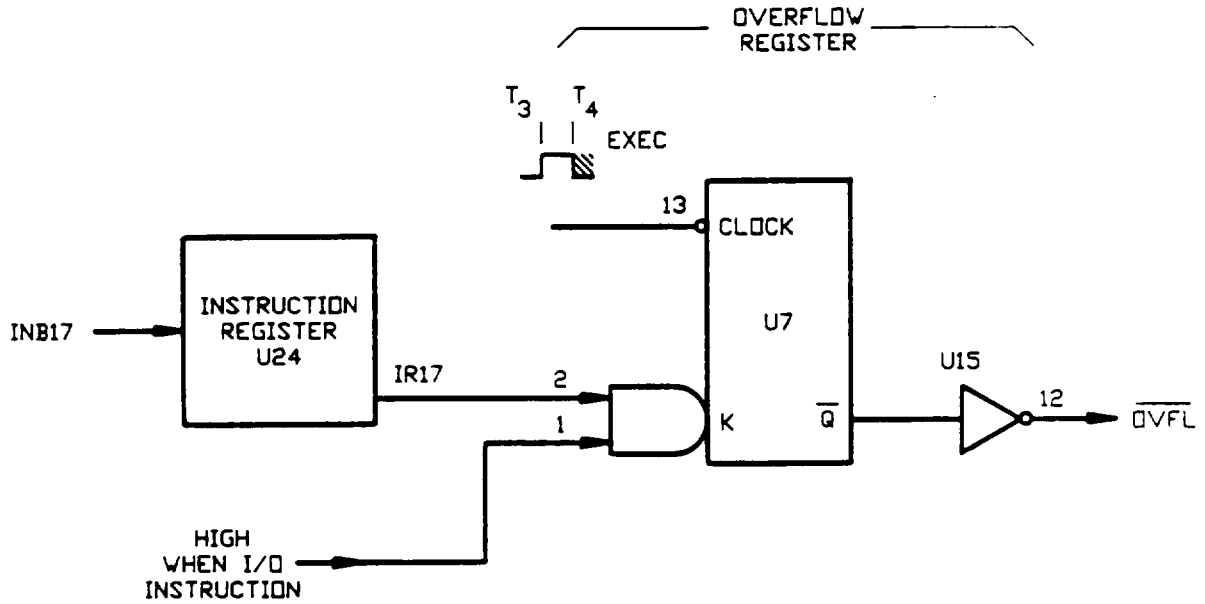 OVERFLOW
REGISTER
T3 T4
EXEC
13
CLOCK
INSTRUCTION
REGISTER
U24
INB17
U7
U15
IR17
2
1
K
Q̅
12
O̅V̅F̅L̅
HIGH
WHEN I/O
INSTRUCTION